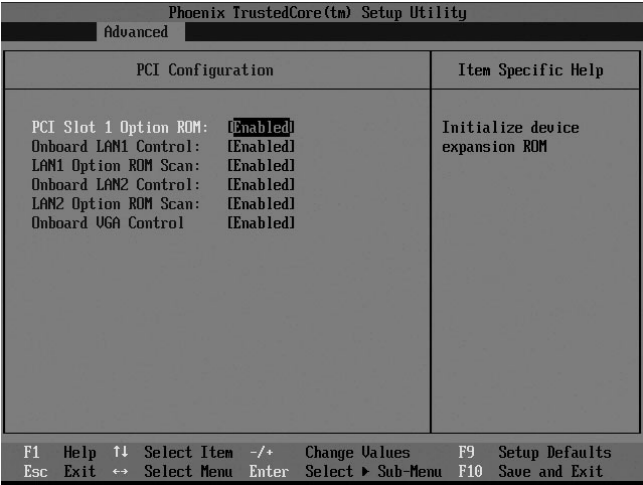 Phoenix TrustedCore(tm) Setup Utility
Advanced
PCI Configuration
Item Specific Help
PCI Slot 1 Option ROM: [Enabled]
Onboard LAN1 Control: [Enabled]
LAN1 Option ROM Scan: [Enabled]
Onboard LAN2 Control: [Enabled]
LAN2 Option ROM Scan: [Enabled]
Onboard VGA Control [Enabled]
Initialize device
expansion ROM
F1 Help ↑↓ Select Item -/+ Change Values F9 Setup Defaults
Esc Exit ↔ Select Menu Enter Select ▶ Sub-Menu F10 Save and Exit